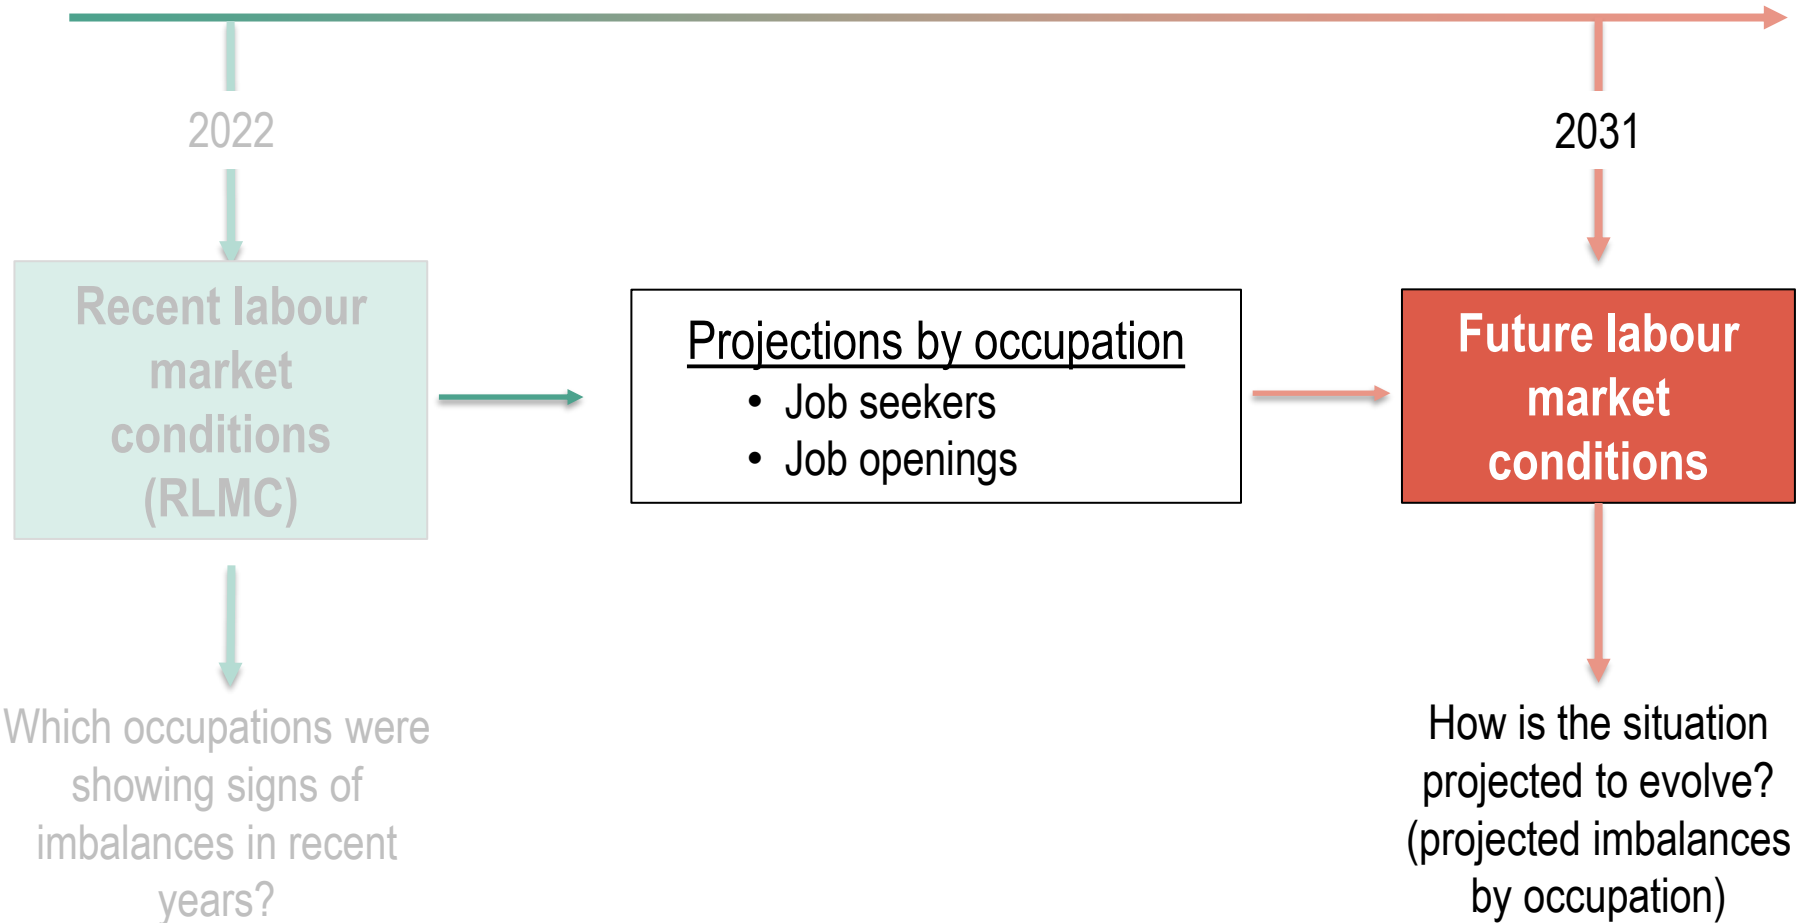 2022
2031
Recent labour
market
conditions
(RLMC)
Projections by occupation
• Job seekers
• Job openings
Future labour
market
conditions
Which occupations were
showing signs of
imbalances in recent
years?
How is the situation
projected to evolve?
(projected imbalances
by occupation)